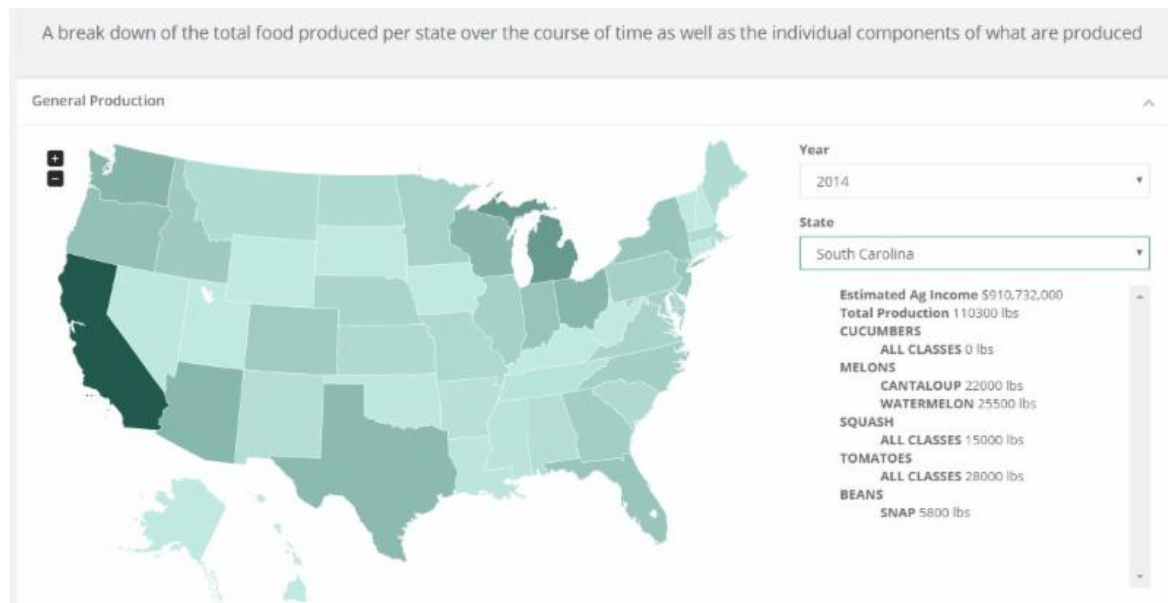 A break down of the total food produced per state over the course of time as well as the individual components of what are produced
General Production
+
−
Year
2014
State
South Carolina
Estimated Ag Income $910,732,000
Total Production 110300 lbs
CUCUMBERS
ALL CLASSES 0 lbs
MELONS
CANTALOUP 22000 lbs
WATERMELON 25500 lbs
SQUASH
ALL CLASSES 15000 lbs
TOMATOES
ALL CLASSES 28000 lbs
BEANS
SNAP 5800 lbs